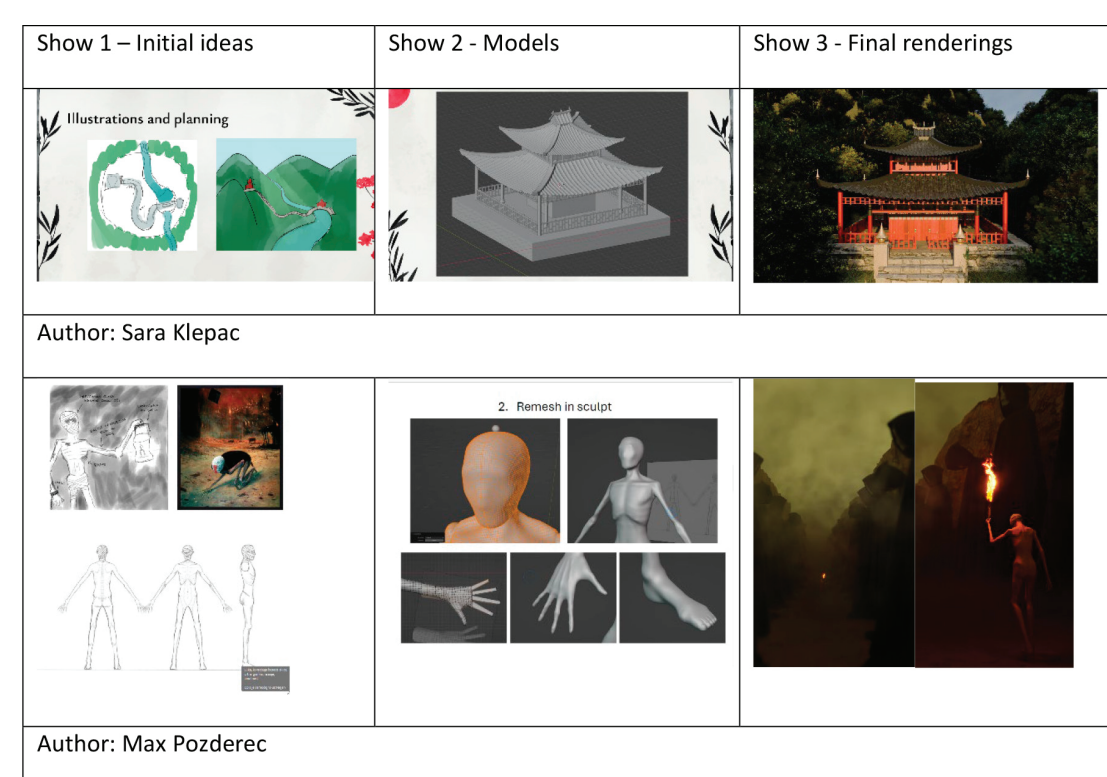 Show 1 – Initial ideas
Show 2 - Models
Show 3 - Final renderings
Illustrations and planning
Author: Sara Klepac
2. Remesh in sculpt
Author: Max Pozderec